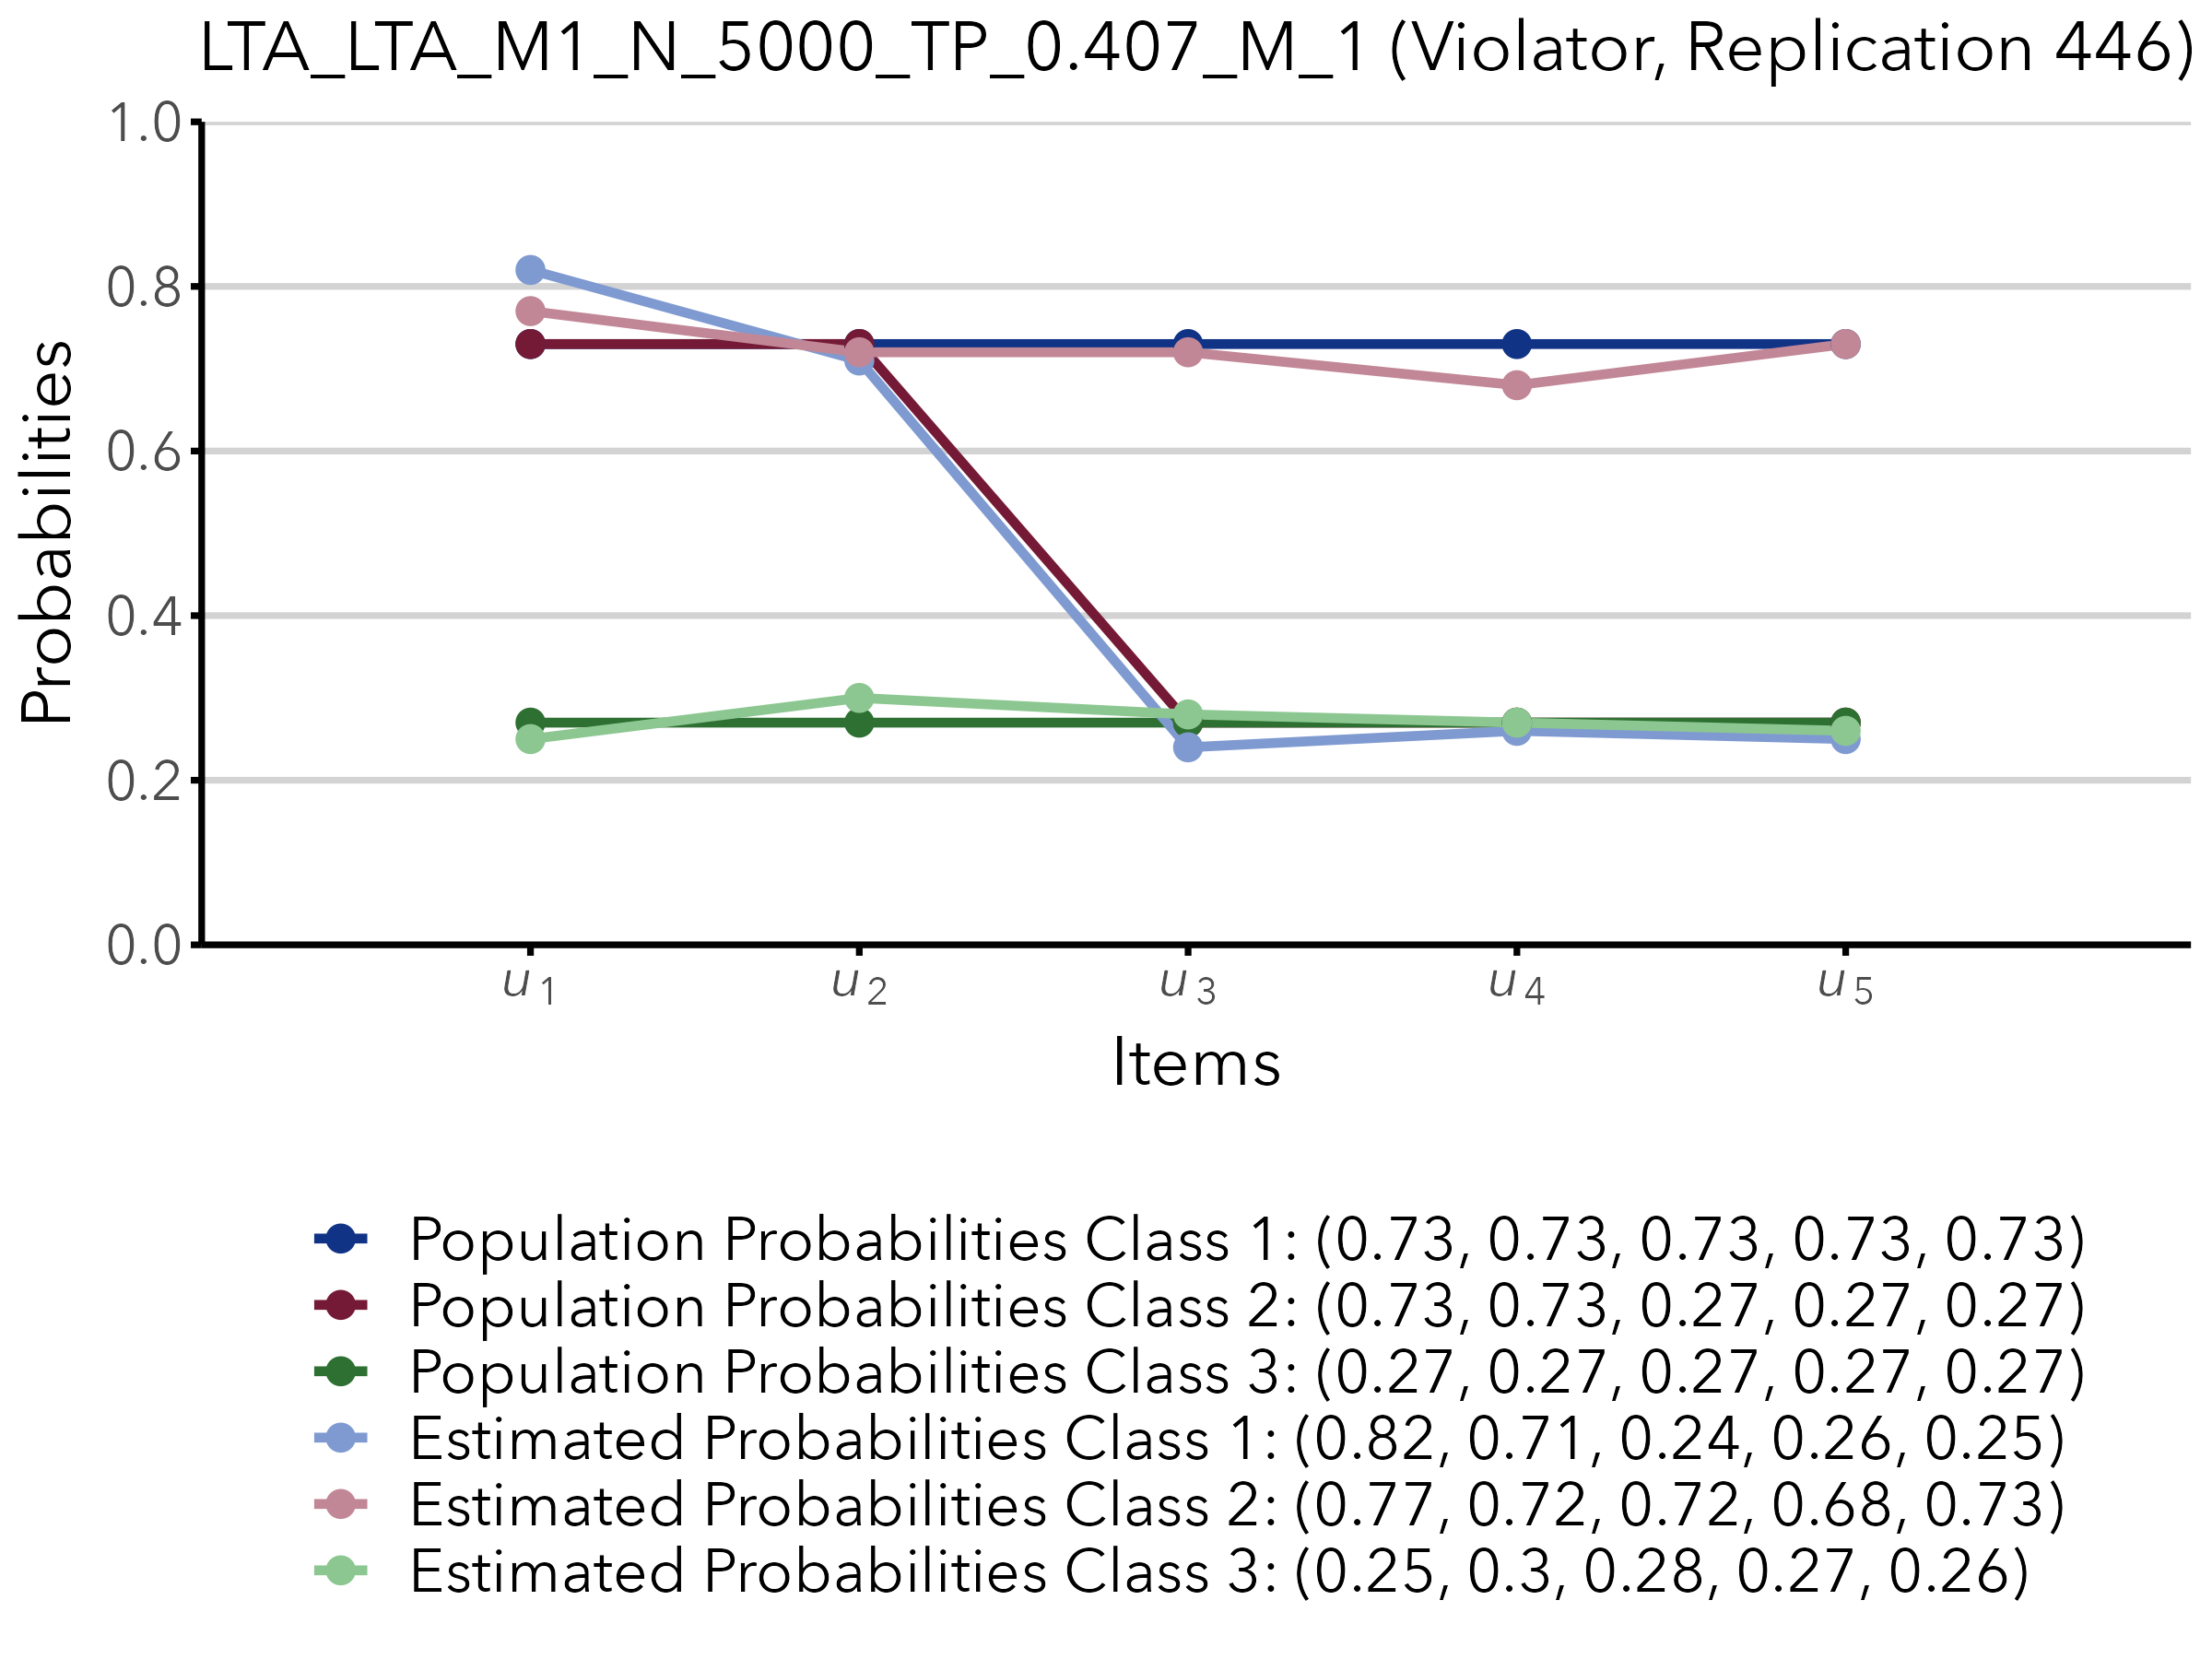 LTA_LTA_M1_N_5000_TP_0.407_M_1 (Violator, Replication 446)
1.0
0.8
0.6
0.4
0.2
0.0
Probabilities
u1 u2 u3 u4 u5
Items
Population Probabilities Class 1: (0.73, 0.73, 0.73, 0.73, 0.73)
Population Probabilities Class 2: (0.73, 0.73, 0.27, 0.27, 0.27)
Population Probabilities Class 3: (0.27, 0.27, 0.27, 0.27, 0.27)
Estimated Probabilities Class 1: (0.82, 0.71, 0.24, 0.26, 0.25)
Estimated Probabilities Class 2: (0.77, 0.72, 0.72, 0.68, 0.73)
Estimated Probabilities Class 3: (0.25, 0.3, 0.28, 0.27, 0.26)